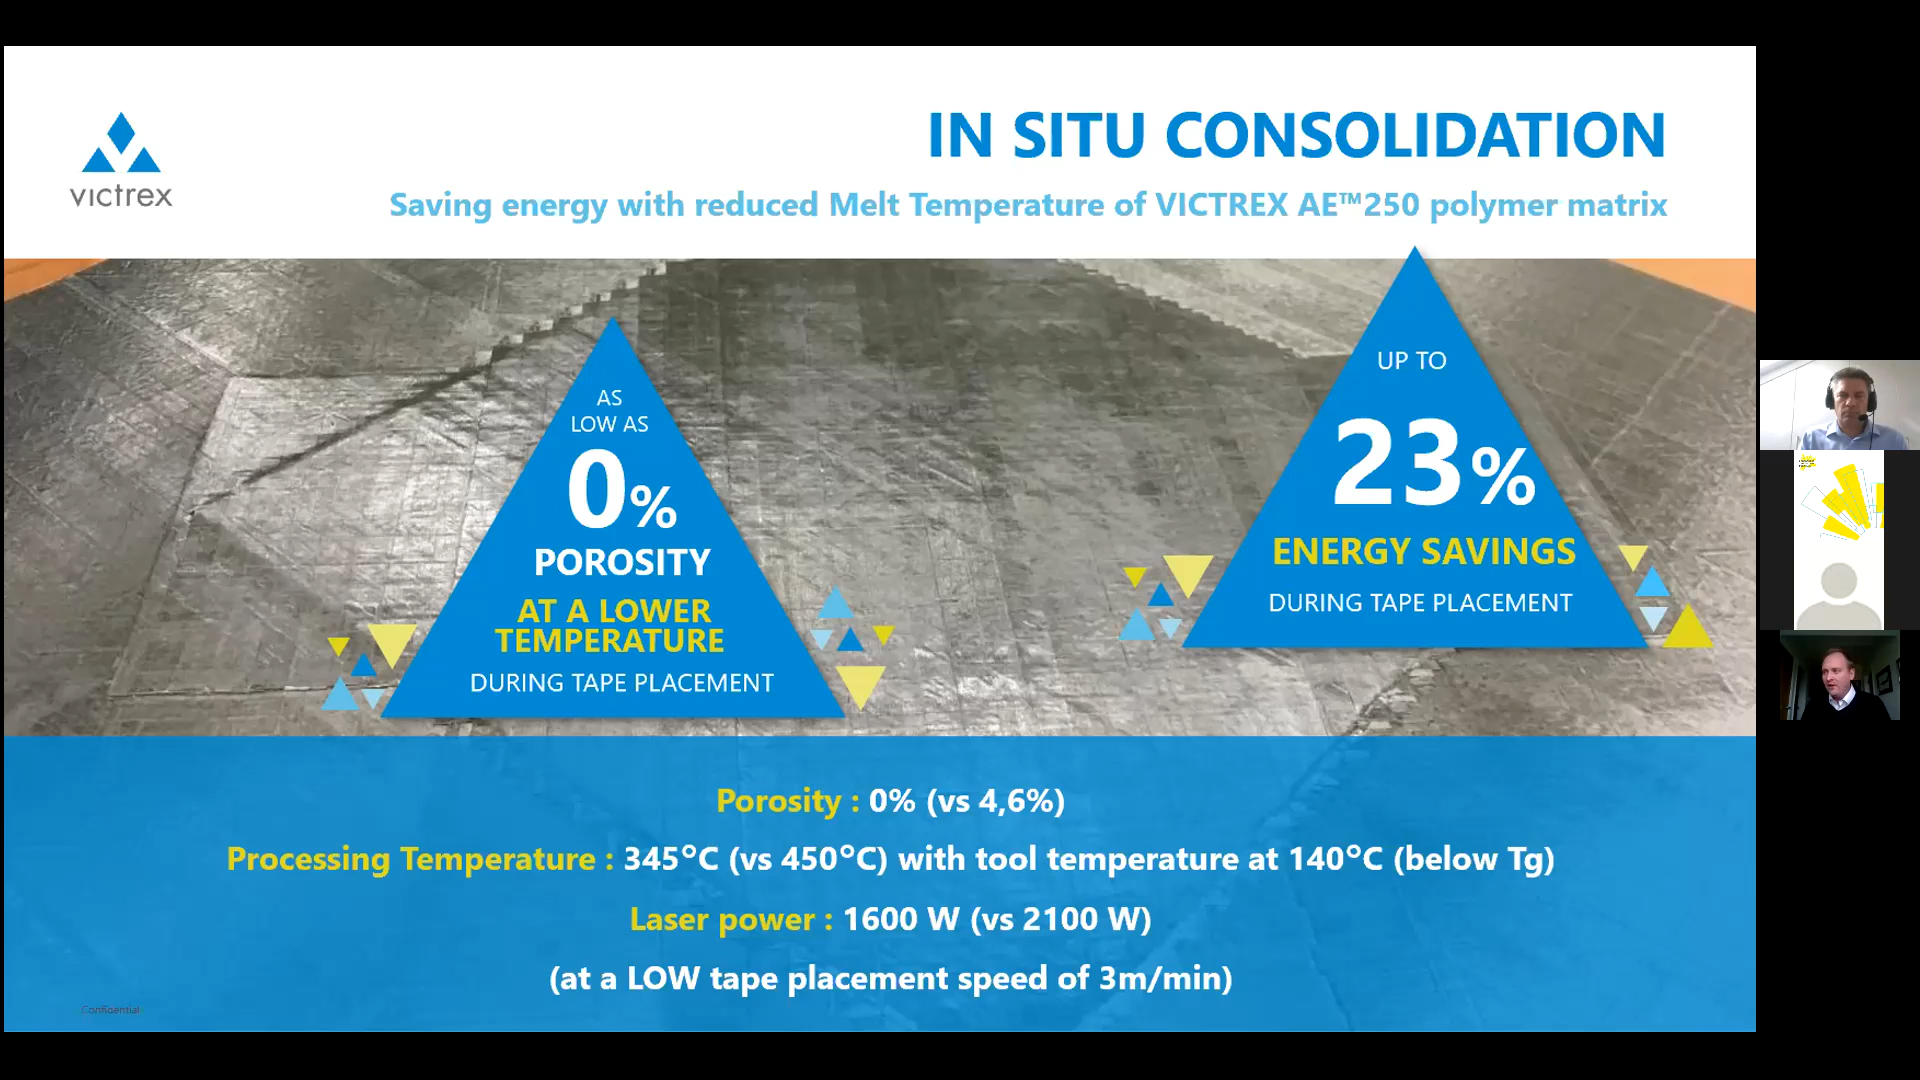 victrex
IN SITU CONSOLIDATION
Saving energy with reduced Melt Temperature of VICTREX AE™250 polymer matrix
AS
LOW AS
0%
POROSITY
AT A LOWER
TEMPERATURE
DURING TAPE PLACEMENT
UP TO
23%
ENERGY SAVINGS
DURING TAPE PLACEMENT
Porosity : 0% (vs 4,6%)
Processing Temperature : 345°C (vs 450°C) with tool temperature at 140°C (below Tg)
Laser power : 1600 W (vs 2100 W)
(at a LOW tape placement speed of 3m/min)
Confidential